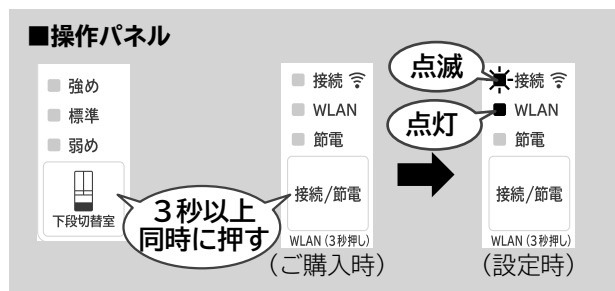 ■操作パネル
強め
標準
弱め
下段切替室
3秒以上
同時に押す
接続
WLAN
節電
接続/節電
WLAN (3秒押し)
(ご購入時)
点滅
点灯
接続
WLAN
節電
接続/節電
WLAN (3秒押し)
(設定時)